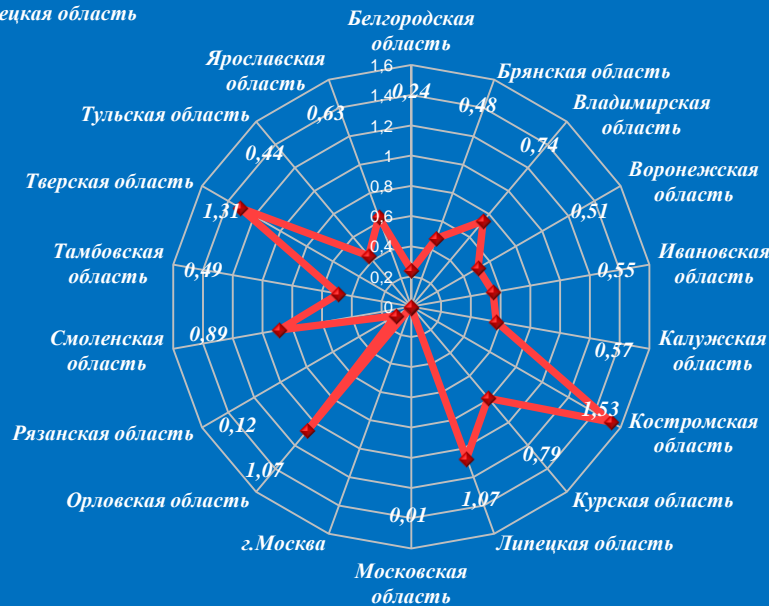 ецкая область
Белгородская
область
Ярославская
область
Брянская область
1,6
Владимирская
область
0,24
0,48
0,63
1,4
Тульская область
1,2
0,74
0,44
1
Воронежская
область
Тверская область
0,8
1,31
0,51
0,6
Тамбовская
область
0,4
Ивановская
область
0,49
0,55
0,2
0
Смоленская
область
0,89
0,57
Калужская
область
1,53
Костромская
область
Рязанская область
0,12
0,79
Орловская область
1,07
1,07
Курская область
0,01
г.Москва
Липецкая область
Московская
область